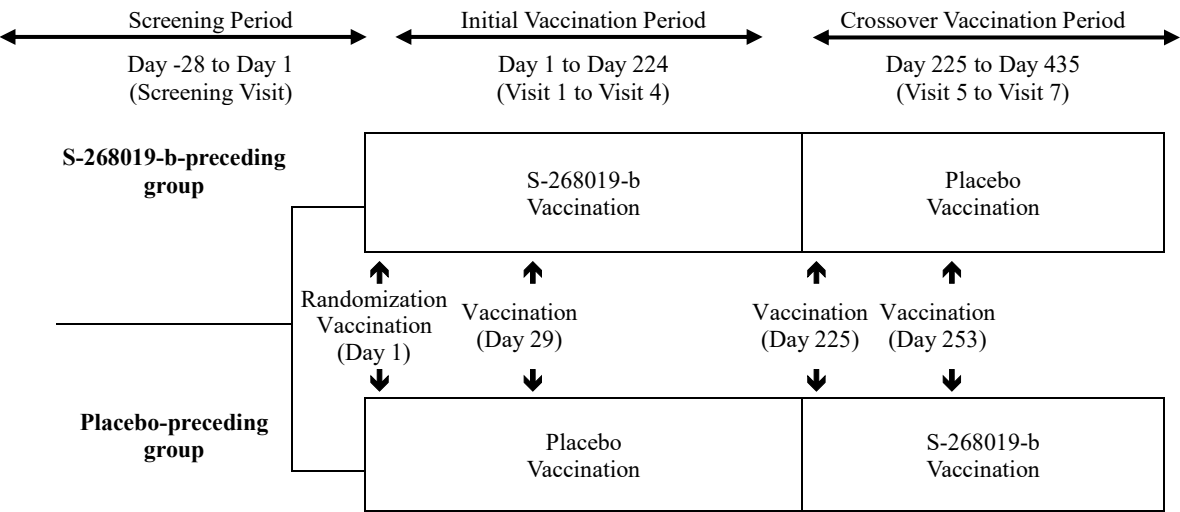 Screening Period
Initial Vaccination Period
Crossover Vaccination Period
Day -28 to Day 1
(Screening Visit)
Day 1 to Day 224
(Visit 1 to Visit 4)
Day 225 to Day 435
(Visit 5 to Visit 7)
S-268019-b-preceding
group
S-268019-b
Vaccination
Placebo
Vaccination
Randomization
Vaccination
(Day 1)
Vaccination
(Day 29)
Vaccination
(Day 225)
Vaccination
(Day 253)
Placebo-preceding
group
Placebo
Vaccination
S-268019-b
Vaccination